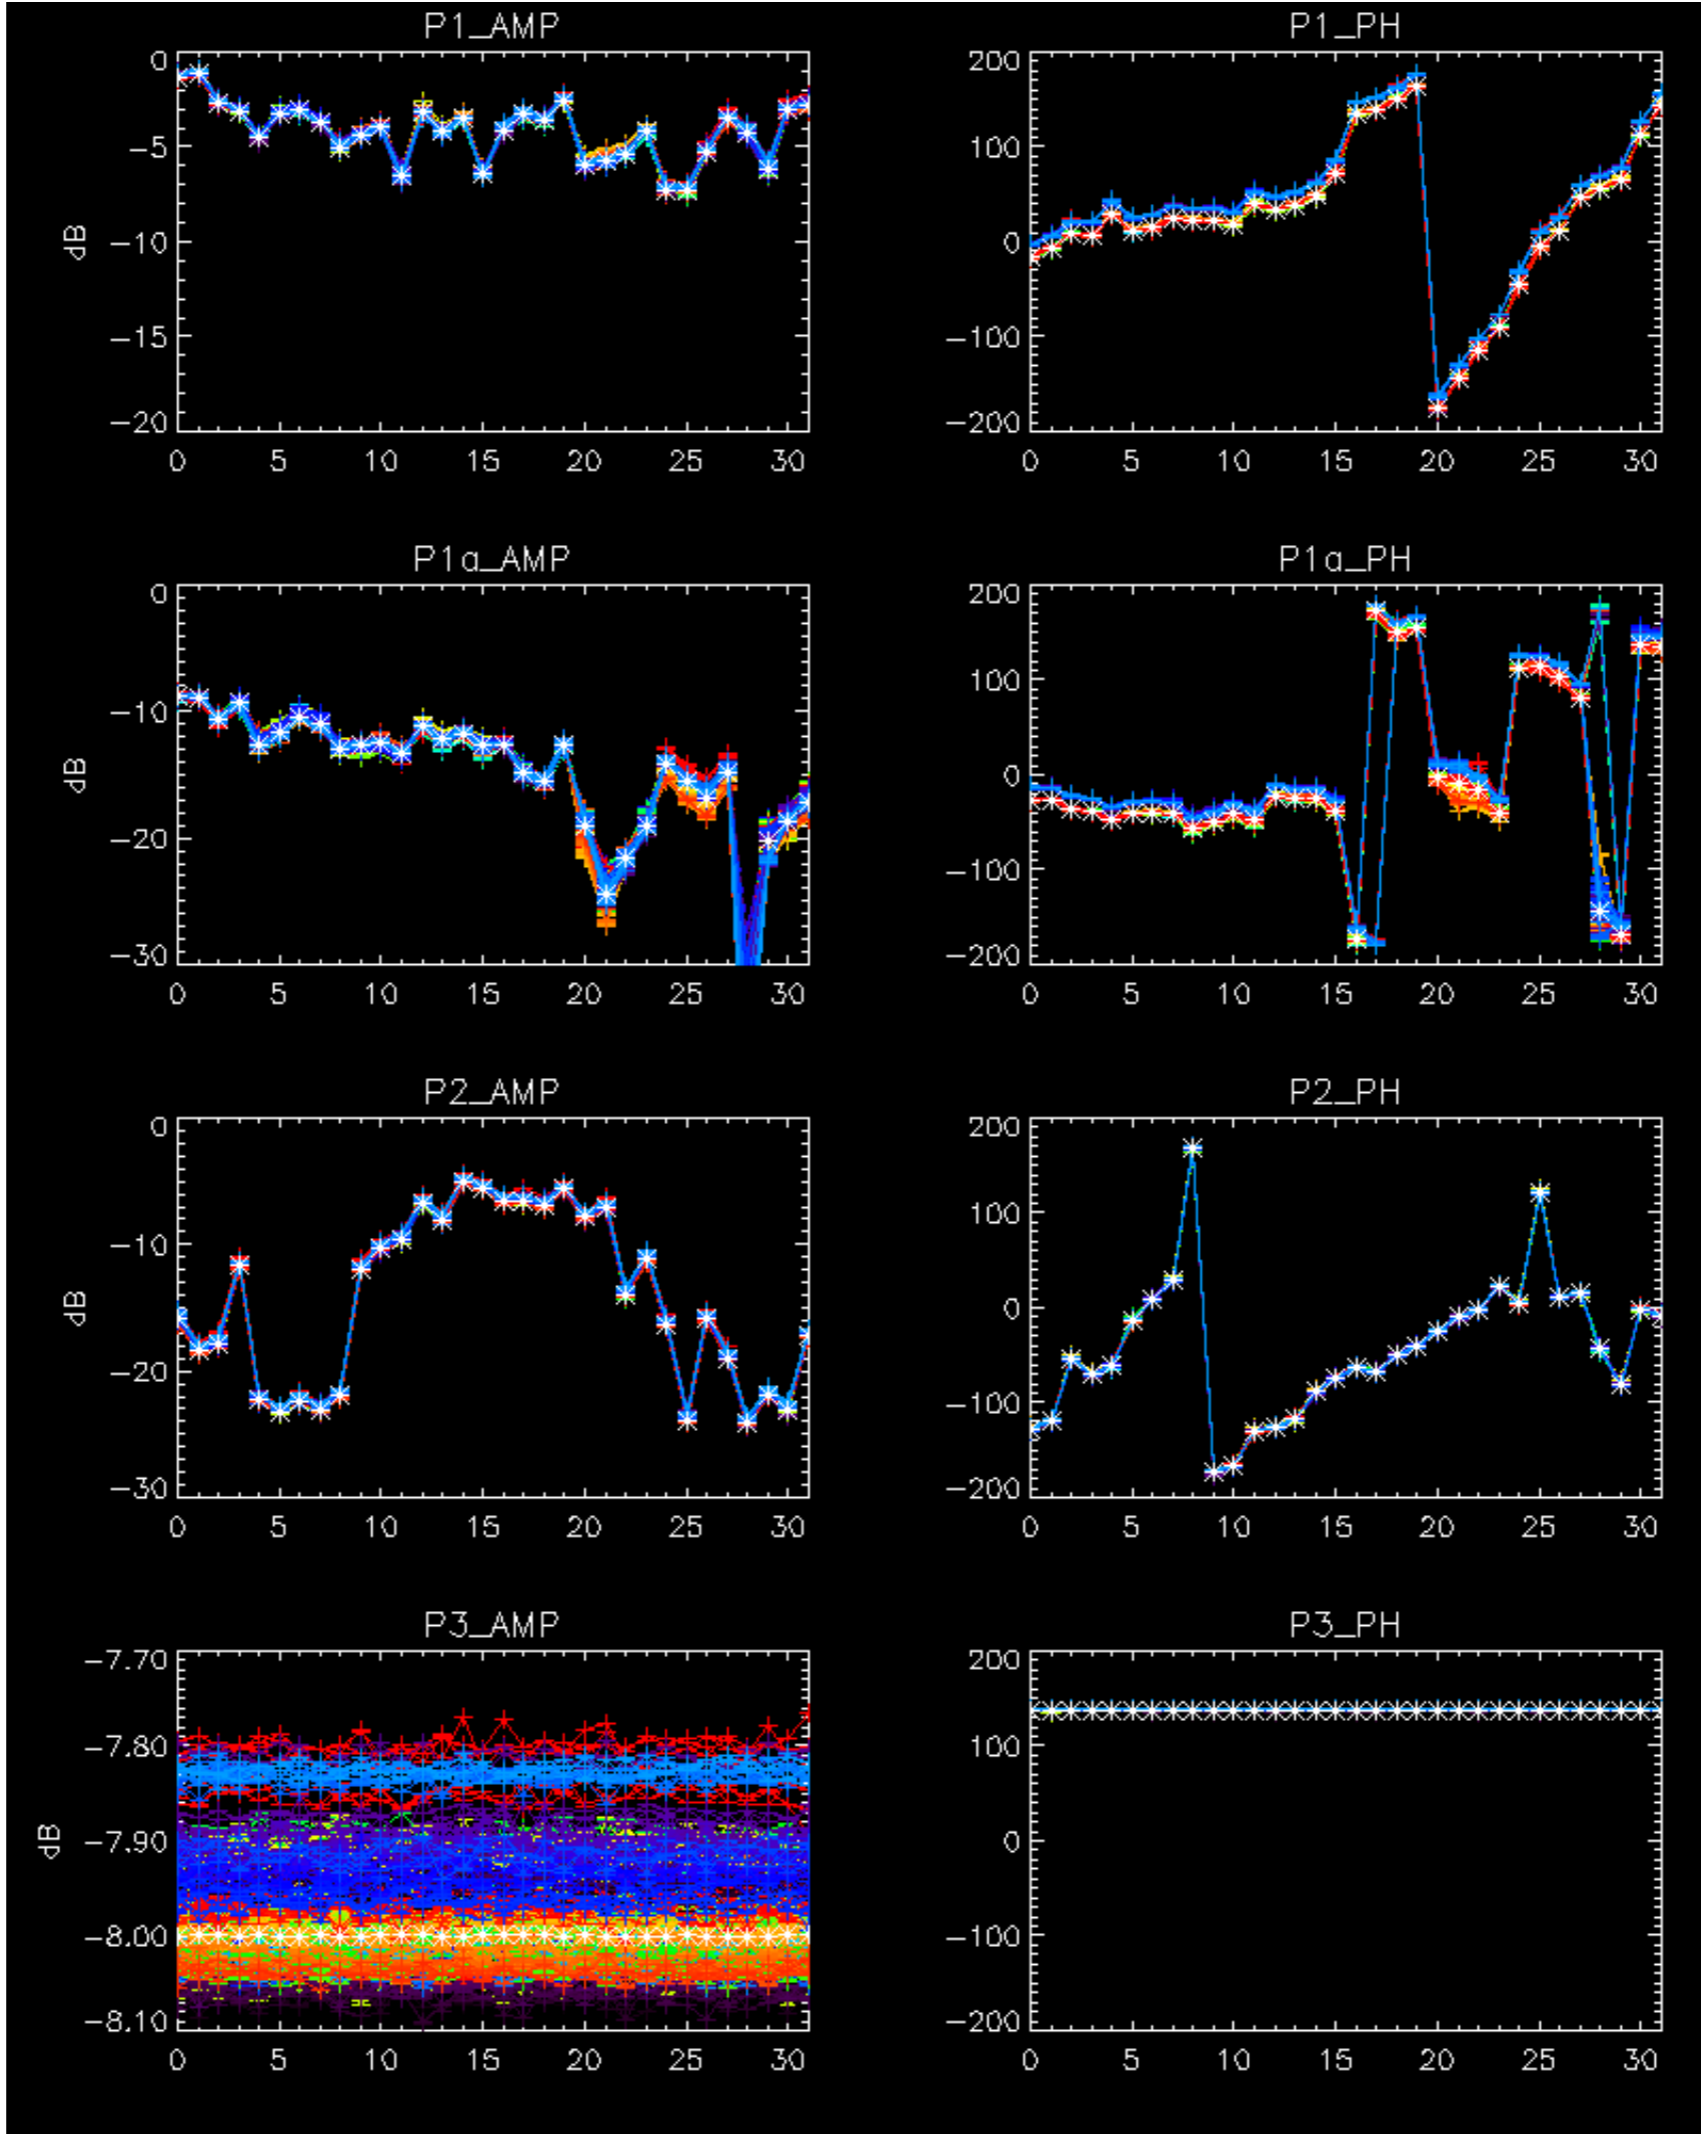 P1_AMP P1_PH
0 200
-5 100
dB -10 0
-15 -100
-20 -200
0 5 10 15 20 25 30 0 5 10 15 20 25 30
P1a_AMP P1a_PH
0 200
-10 100
dB 0
-20 -100
-30 -200
0 5 10 15 20 25 30 0 5 10 15 20 25 30
P2_AMP P2_PH
0 200
-10 100
dB 0
-20 -100
-30 -200
0 5 10 15 20 25 30 0 5 10 15 20 25 30
P3_AMP P3_PH
-7.70 200
-7.80 100
dB -7.90 0
-8.00 -100
-8.10 -200
0 5 10 15 20 25 30 0 5 10 15 20 25 30